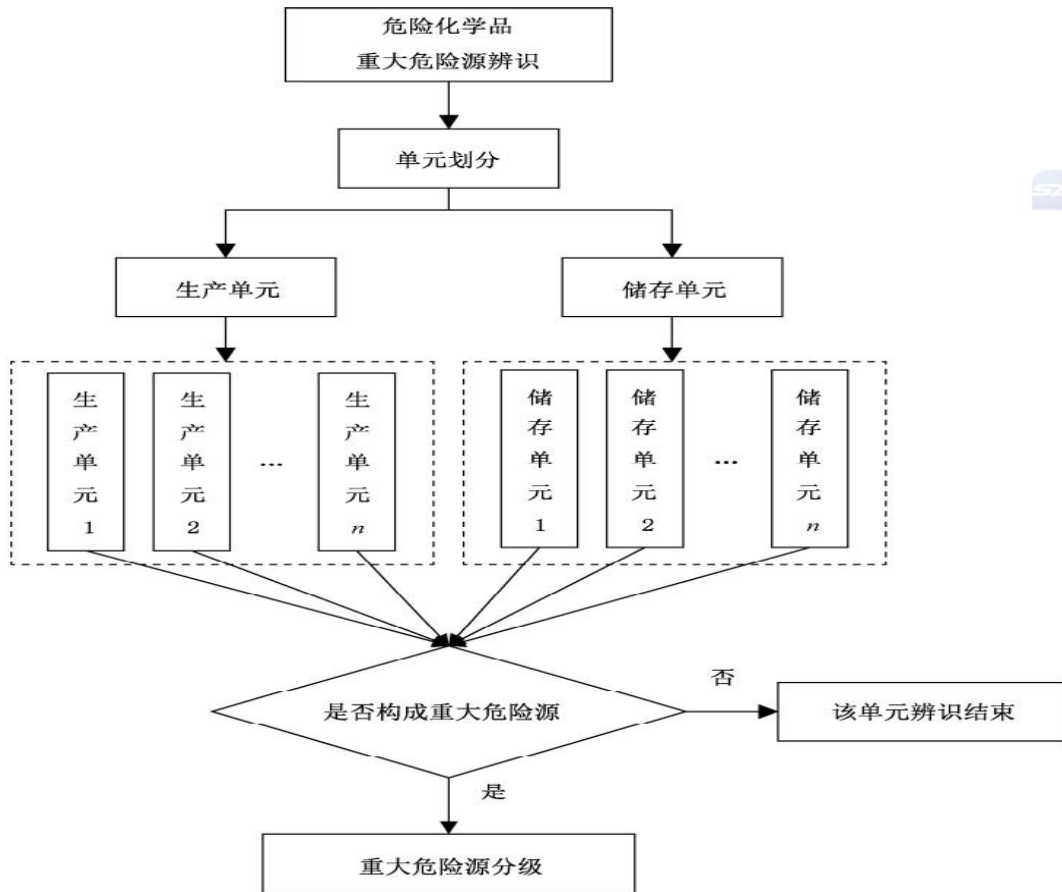 危险化学品
重大危险源辨识
单元划分
生产单元
储存单元
生产单元1
生产单元2
...
生产单元n
储存单元1
储存单元2
...
储存单元n
是否构成重大危险源
否
该单元辨识结束
是
重大危险源分级